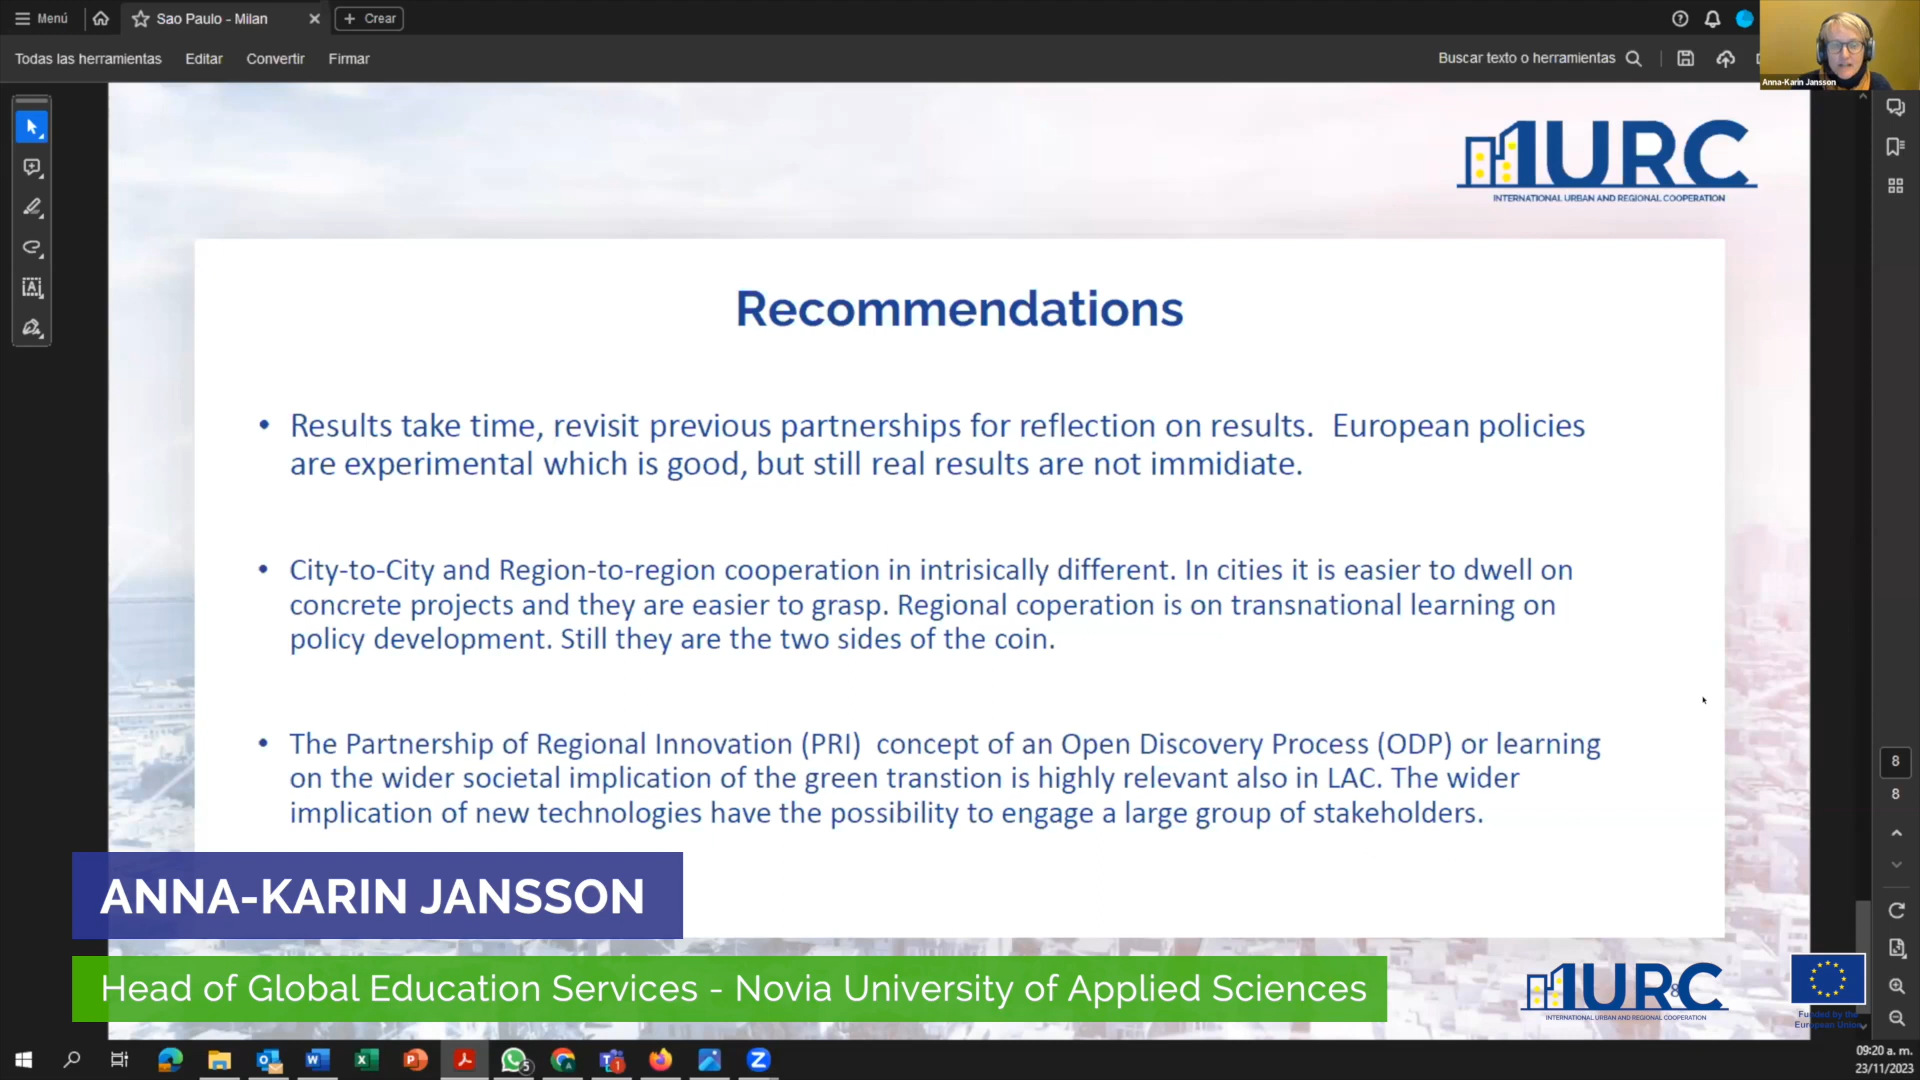 Menú
Sao Paulo - Milan
Crear
Todas las herramientas
Editar
Convertir
Firmar
Buscar texto o herramientas
Anna-Karin Jansson
IURC
INTERNATIONAL URBAN AND REGIONAL COOPERATION
Recommendations
• Results take time, revisit previous partnerships for reflection on results. European policies
are experimental which is good, but still real results are not immidiate.
• City-to-City and Region-to-region cooperation in intrisically different. In cities it is easier to dwell on
concrete projects and they are easier to grasp. Regional coperation is on transnational learning on
policy development. Still they are the two sides of the coin.
• The Partnership of Regional Innovation (PRI) concept of an Open Discovery Process (ODP) or learning
on the wider societal implication of the green transtion is highly relevant also in LAC. The wider
implication of new technologies have the possibility to engage a large group of stakeholders.
8
8
ANNA-KARIN JANSSON
Head of Global Education Services - Novia University of Applied Sciences
IURC
8
INTERNATIONAL URBAN AND REGIONAL COOPERATION
Funded by the
European Union
5
1
09:20 a. m.
23/11/2023